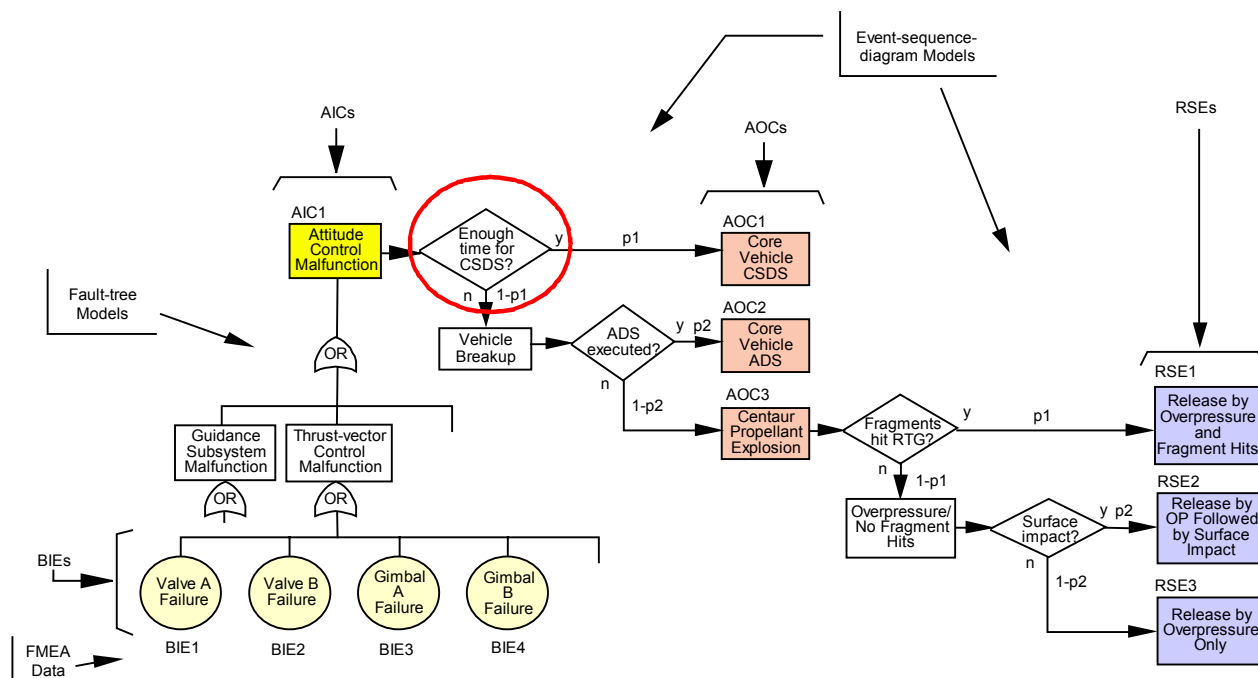 Event-sequence-
diagram Models
AICs
AOCs
RSEs
AIC1
Attitude
Control
Malfunction
Enough
time for
CSDS?
y
p1
n
1-p1
AOC1
Core
Vehicle
CSDS
Fault-tree
Models
Vehicle
Breakup
ADS
executed?
y p2
n
1-p2
AOC2
Core
Vehicle
ADS
OR
AOC3
Centaur
Propellant
Explosion
Fragments
hit RTG?
y
p1
n
1-p1
RSE1
Release by
Overpressure
and
Fragment Hits
Guidance
Subsystem
Malfunction
Thrust-vector
Control
Malfunction
OR
OR
Overpressure/
No Fragment
Hits
Surface
impact?
y p2
n
1-p2
RSE2
Release by
OP Followed
by Surface
Impact
BIEs
Valve A
Failure
Valve B
Failure
Gimbal
A
Failure
Gimbal
B
Failure
RSE3
Release by
Overpressure
Only
BIE1
BIE2
BIE3
BIE4
FMEA
Data